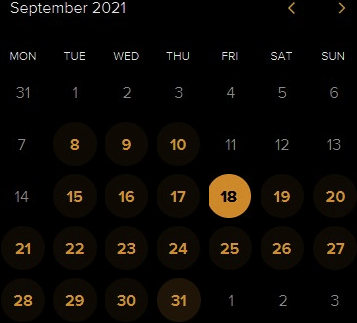 September 2021 < >
MON TUE WED THU FRI SAT SUN
31 1 2 3 4 5 6
7 8 9 10 11 12 13
14 15 16 17 18 19 20
21 22 23 24 25 26 27
28 29 30 31 1 2 3